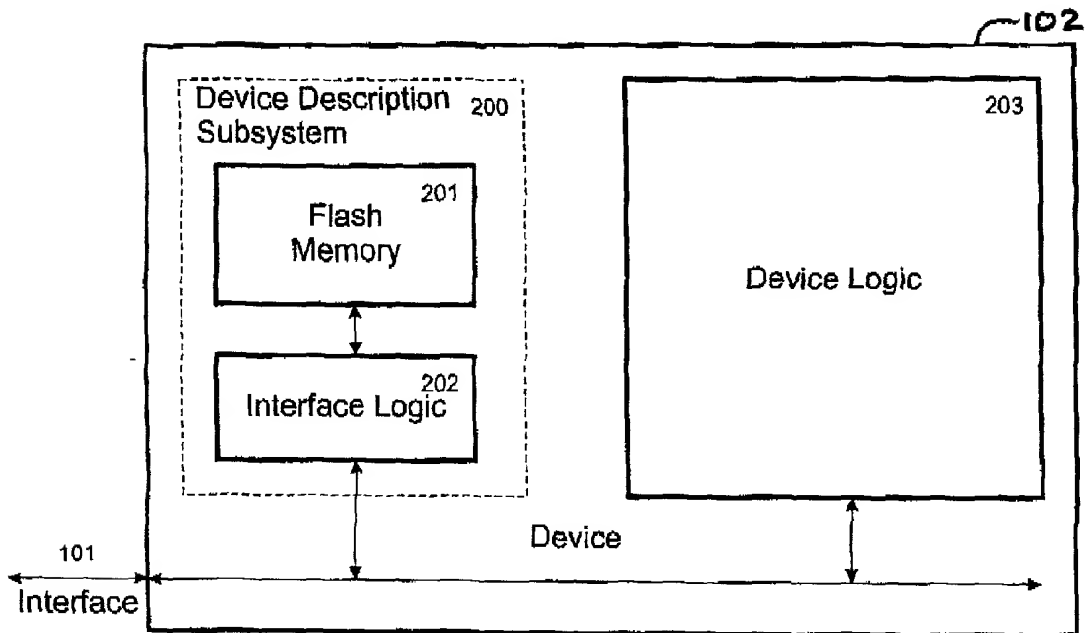 102
Device Description 200
Subsystem
203
201
Flash
Memory
Device Logic
202
Interface Logic
Device
101
Interface